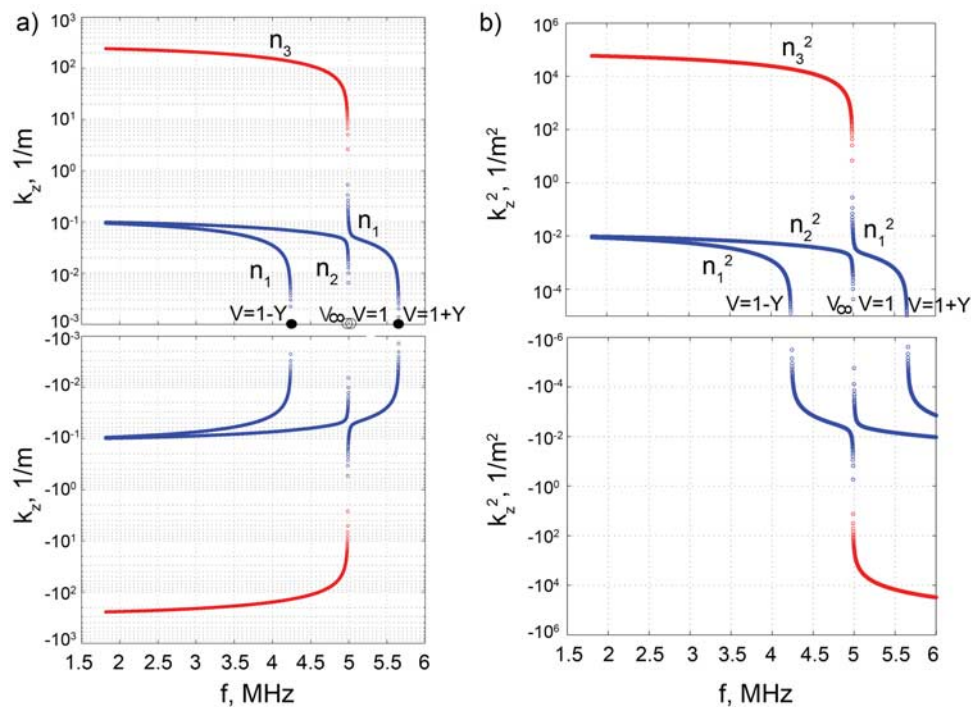 a)
k_z, 1/m
10³
10²
10¹
10⁰
10⁻¹
10⁻²
10⁻³
n₃
n₁
n₁
n₂
V=1-Y
V∞
V=1
V=1+Y
k_z, 1/m
-10⁻³
-10⁻²
-10⁻¹
-10⁰
-10¹
-10²
-10³
1.5 2 2.5 3 3.5 4 4.5 5 5.5 6
f, MHz
b)
k_z², 1/m²
10⁶
10⁴
10²
10⁰
10⁻²
10⁻⁴
n₃²
n₂²
n₁²
n₁²
V=1-Y
V∞
V=1
V=1+Y
k_z², 1/m²
-10⁻⁶
-10⁻⁴
-10⁻²
-10⁰
-10²
-10⁴
-10⁶
1.5 2 2.5 3 3.5 4 4.5 5 5.5 6
f, MHz